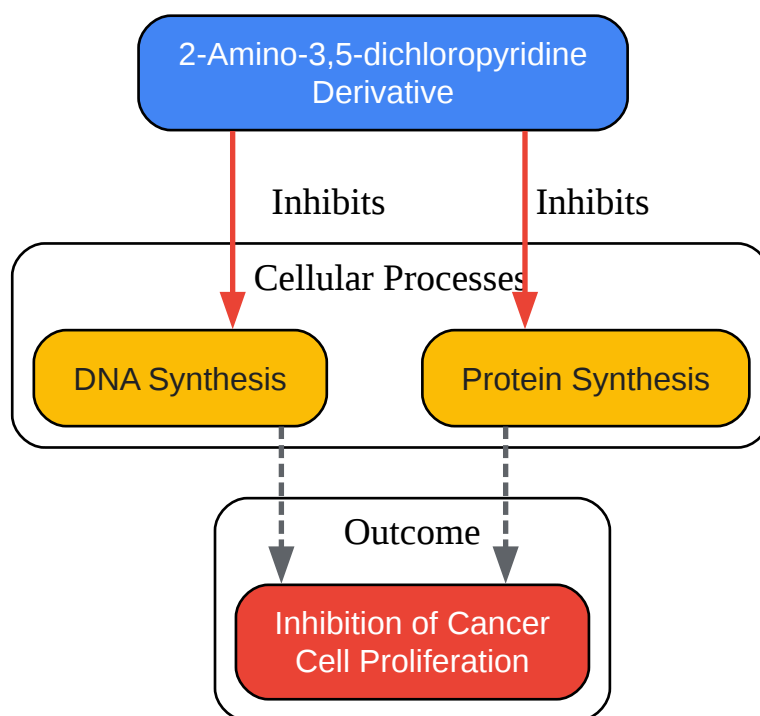 2-Amino-3,5-dichloropyridine
Derivative
Inhibits
Inhibits
Cellular Processes
DNA Synthesis
Protein Synthesis
Outcome
Inhibition of Cancer
Cell Proliferation